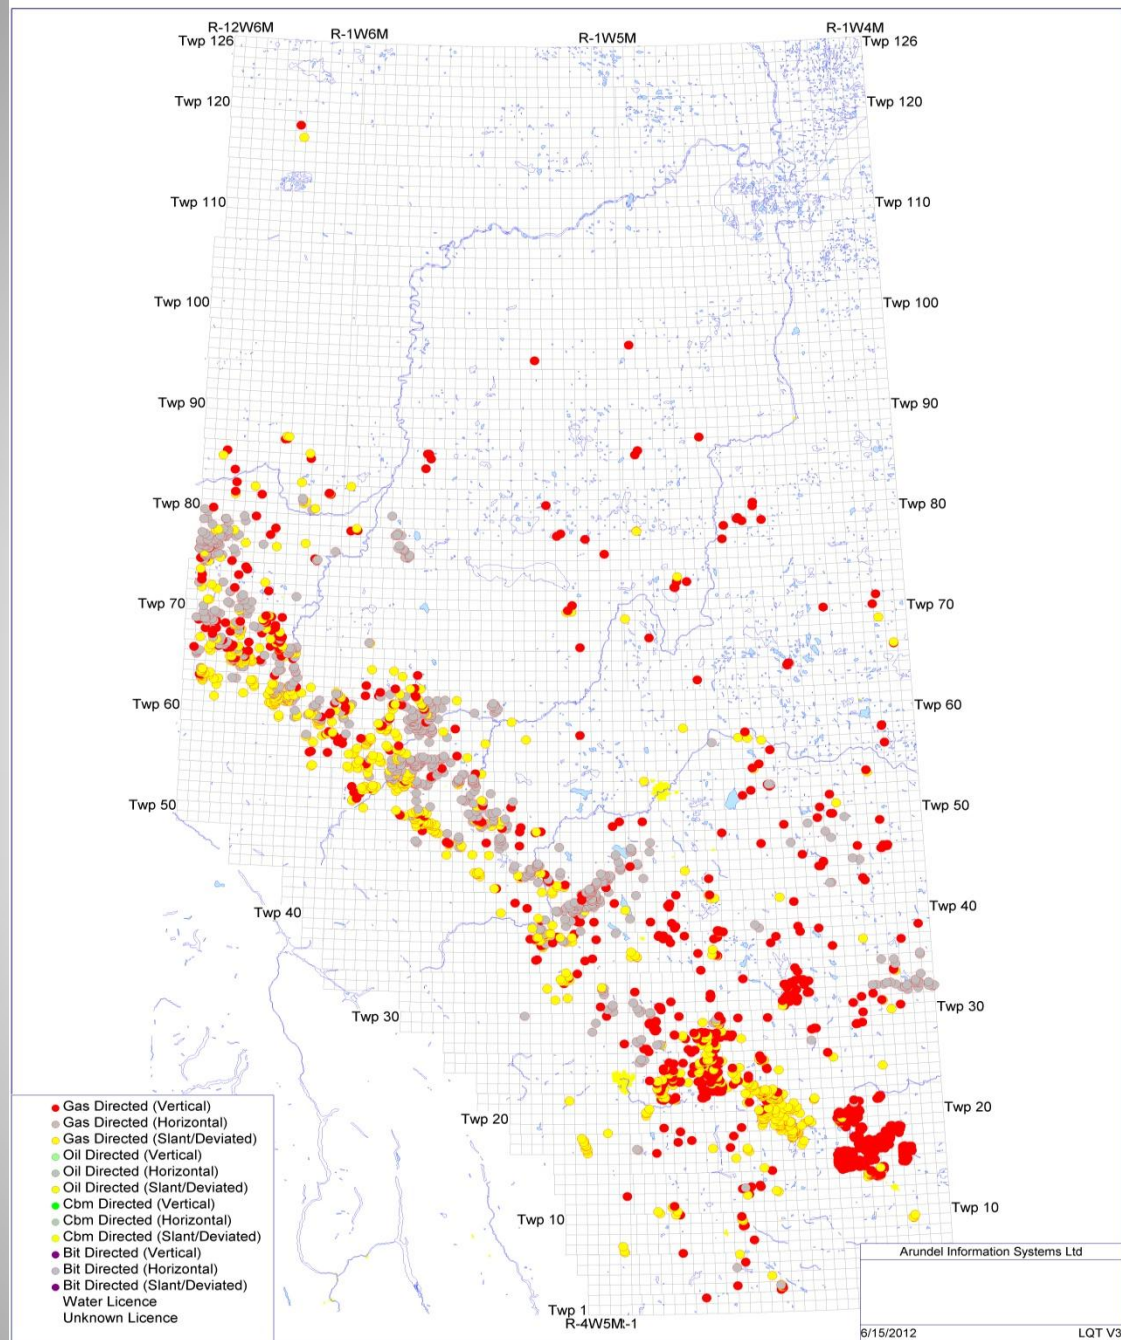 R-12W6M
R-1W6M
R-1W5M
R-1W4M
Twp 126
Twp 126
Twp 120
Twp 120
Twp 110
Twp 110
Twp 100
Twp 100
Twp 90
Twp 90
Twp 80
Twp 80
Twp 70
Twp 70
Twp 60
Twp 60
Twp 50
Twp 50
Twp 40
Twp 40
Twp 30
Twp 30
Twp 20
Twp 20
Twp 10
Twp 10
Twp 1
Gas Directed (Vertical)
Gas Directed (Horizontal)
Gas Directed (Slant/Deviated)
Oil Directed (Vertical)
Oil Directed (Horizontal)
Oil Directed (Slant/Deviated)
Cbm Directed (Vertical)
Cbm Directed (Horizontal)
Cbm Directed (Slant/Deviated)
Bit Directed (Vertical)
Bit Directed (Horizontal)
Bit Directed (Slant/Deviated)
Water Licence
Unknown Licence
Arundel Information Systems Ltd
6/15/2012
LQT V3